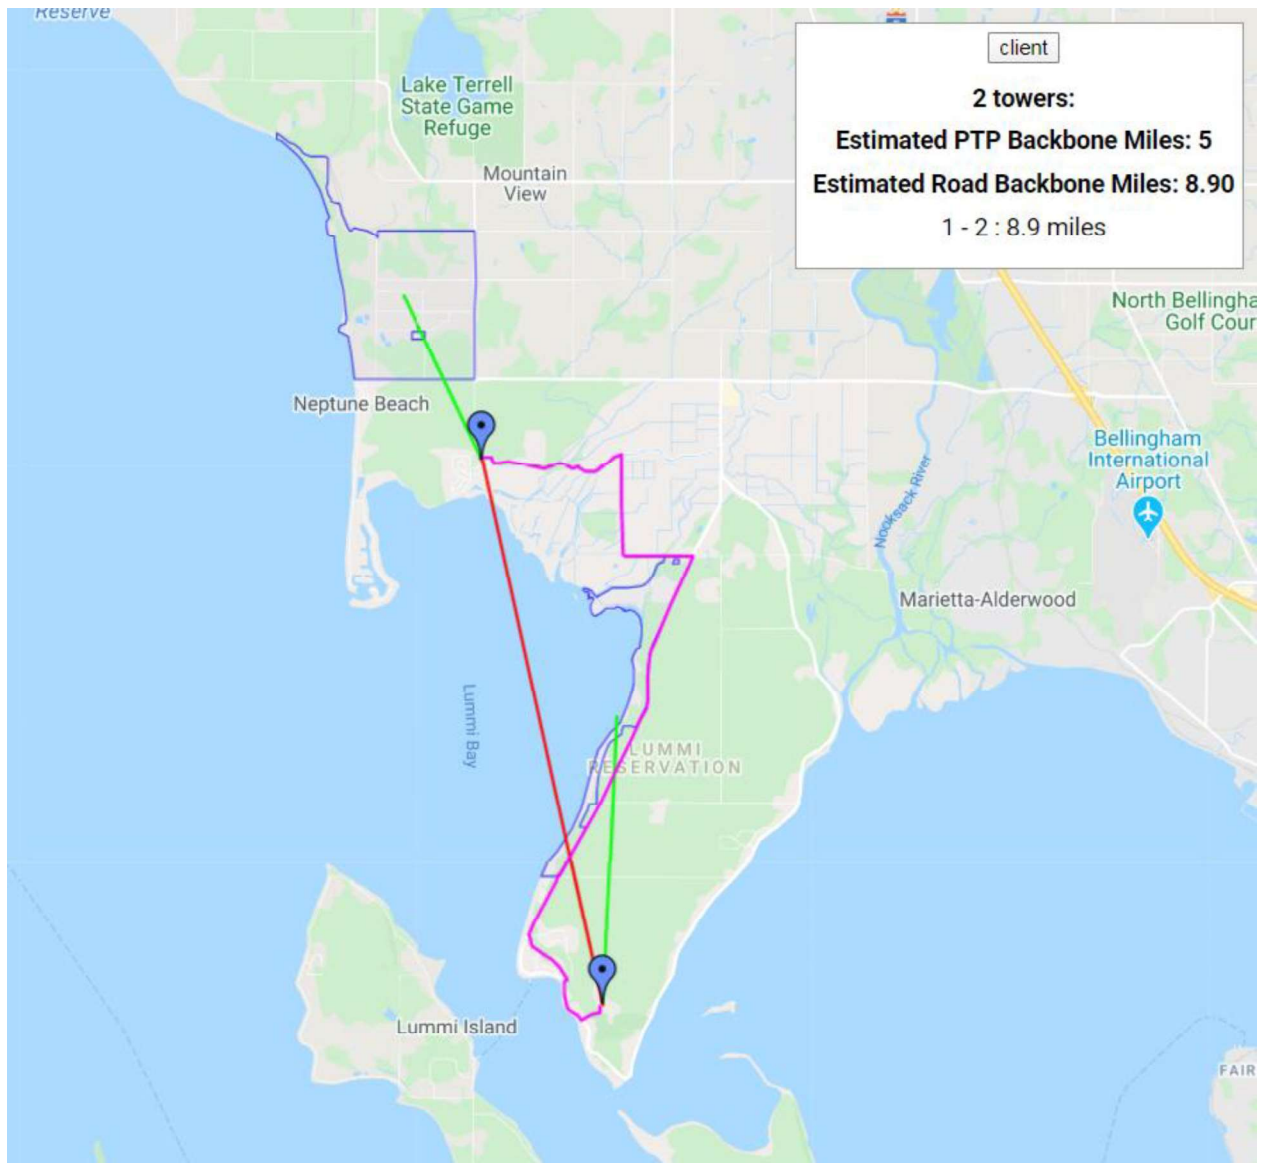 Reserve
client
2 towers:
Estimated PTP Backbone Miles: 5
Estimated Road Backbone Miles: 8.90
1 - 2 : 8.9 miles
Lake Terrell
State Game
Refuge
Mountain
View
North Bellingha
Golf Cour
Neptune Beach
Bellingham
International
Airport
Nooksack River
Marietta-Alderwood
Lummi Bay
LUMMI
RESERVATION
Lummi Island
FAIR